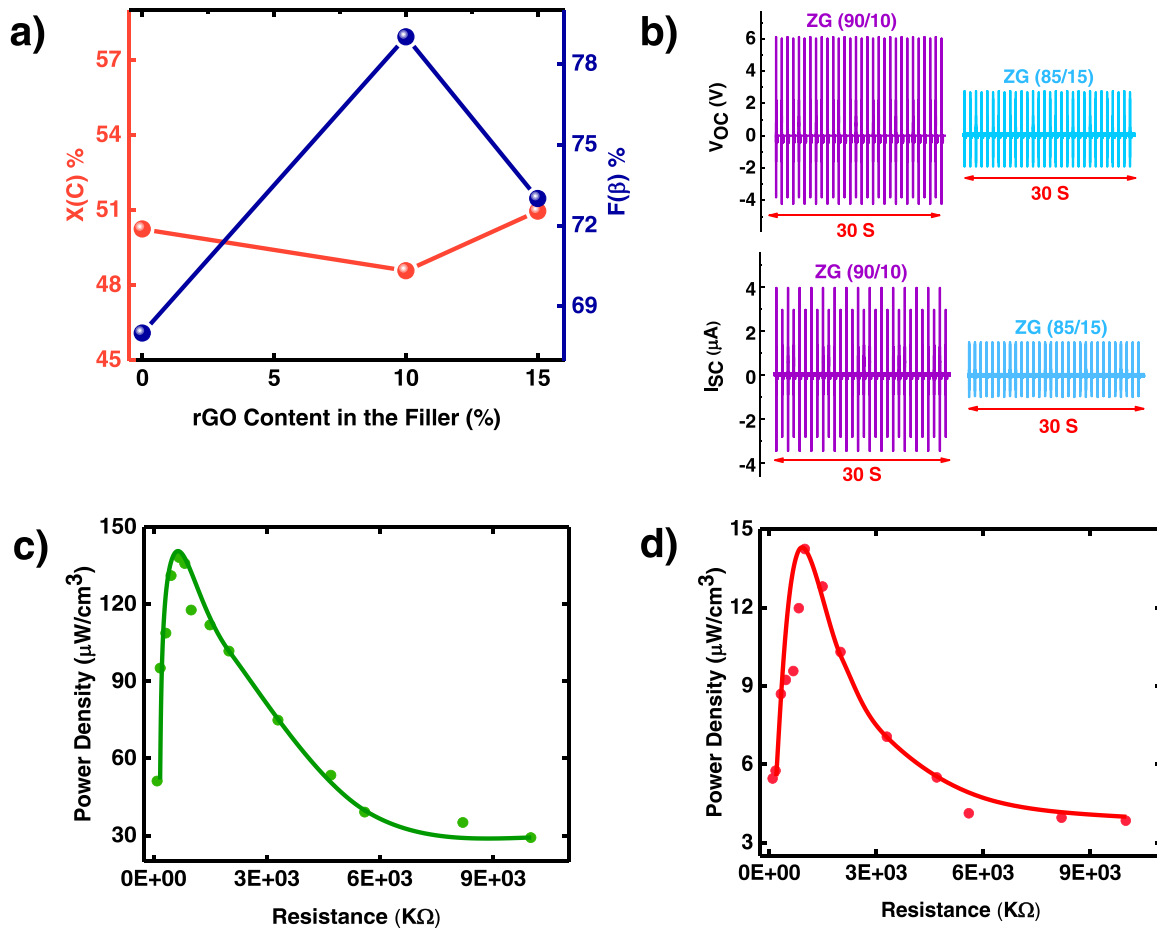 a)
57
54
51
48
45
X(C) %
78
75
72
69
F(β) %
0
10
15
rGO Content in the Filler (%)
b)
ZG (90/10)
ZG (85/15)
6
4
2
0
-2
-4
VOC (V)
30 S
30 S
ZG (90/10)
ZG (85/15)
4
2
0
-2
-4
ISC (µA)
30 S
30 S
c)
150
120
90
60
30
Power Density (µW/cm³)
0E+00
3E+03
6E+03
9E+03
Resistance (KΩ)
d)
15
12
9
6
3
Power Density (µW/cm³)
0E+00
3E+03
6E+03
9E+03
Resistance (KΩ)